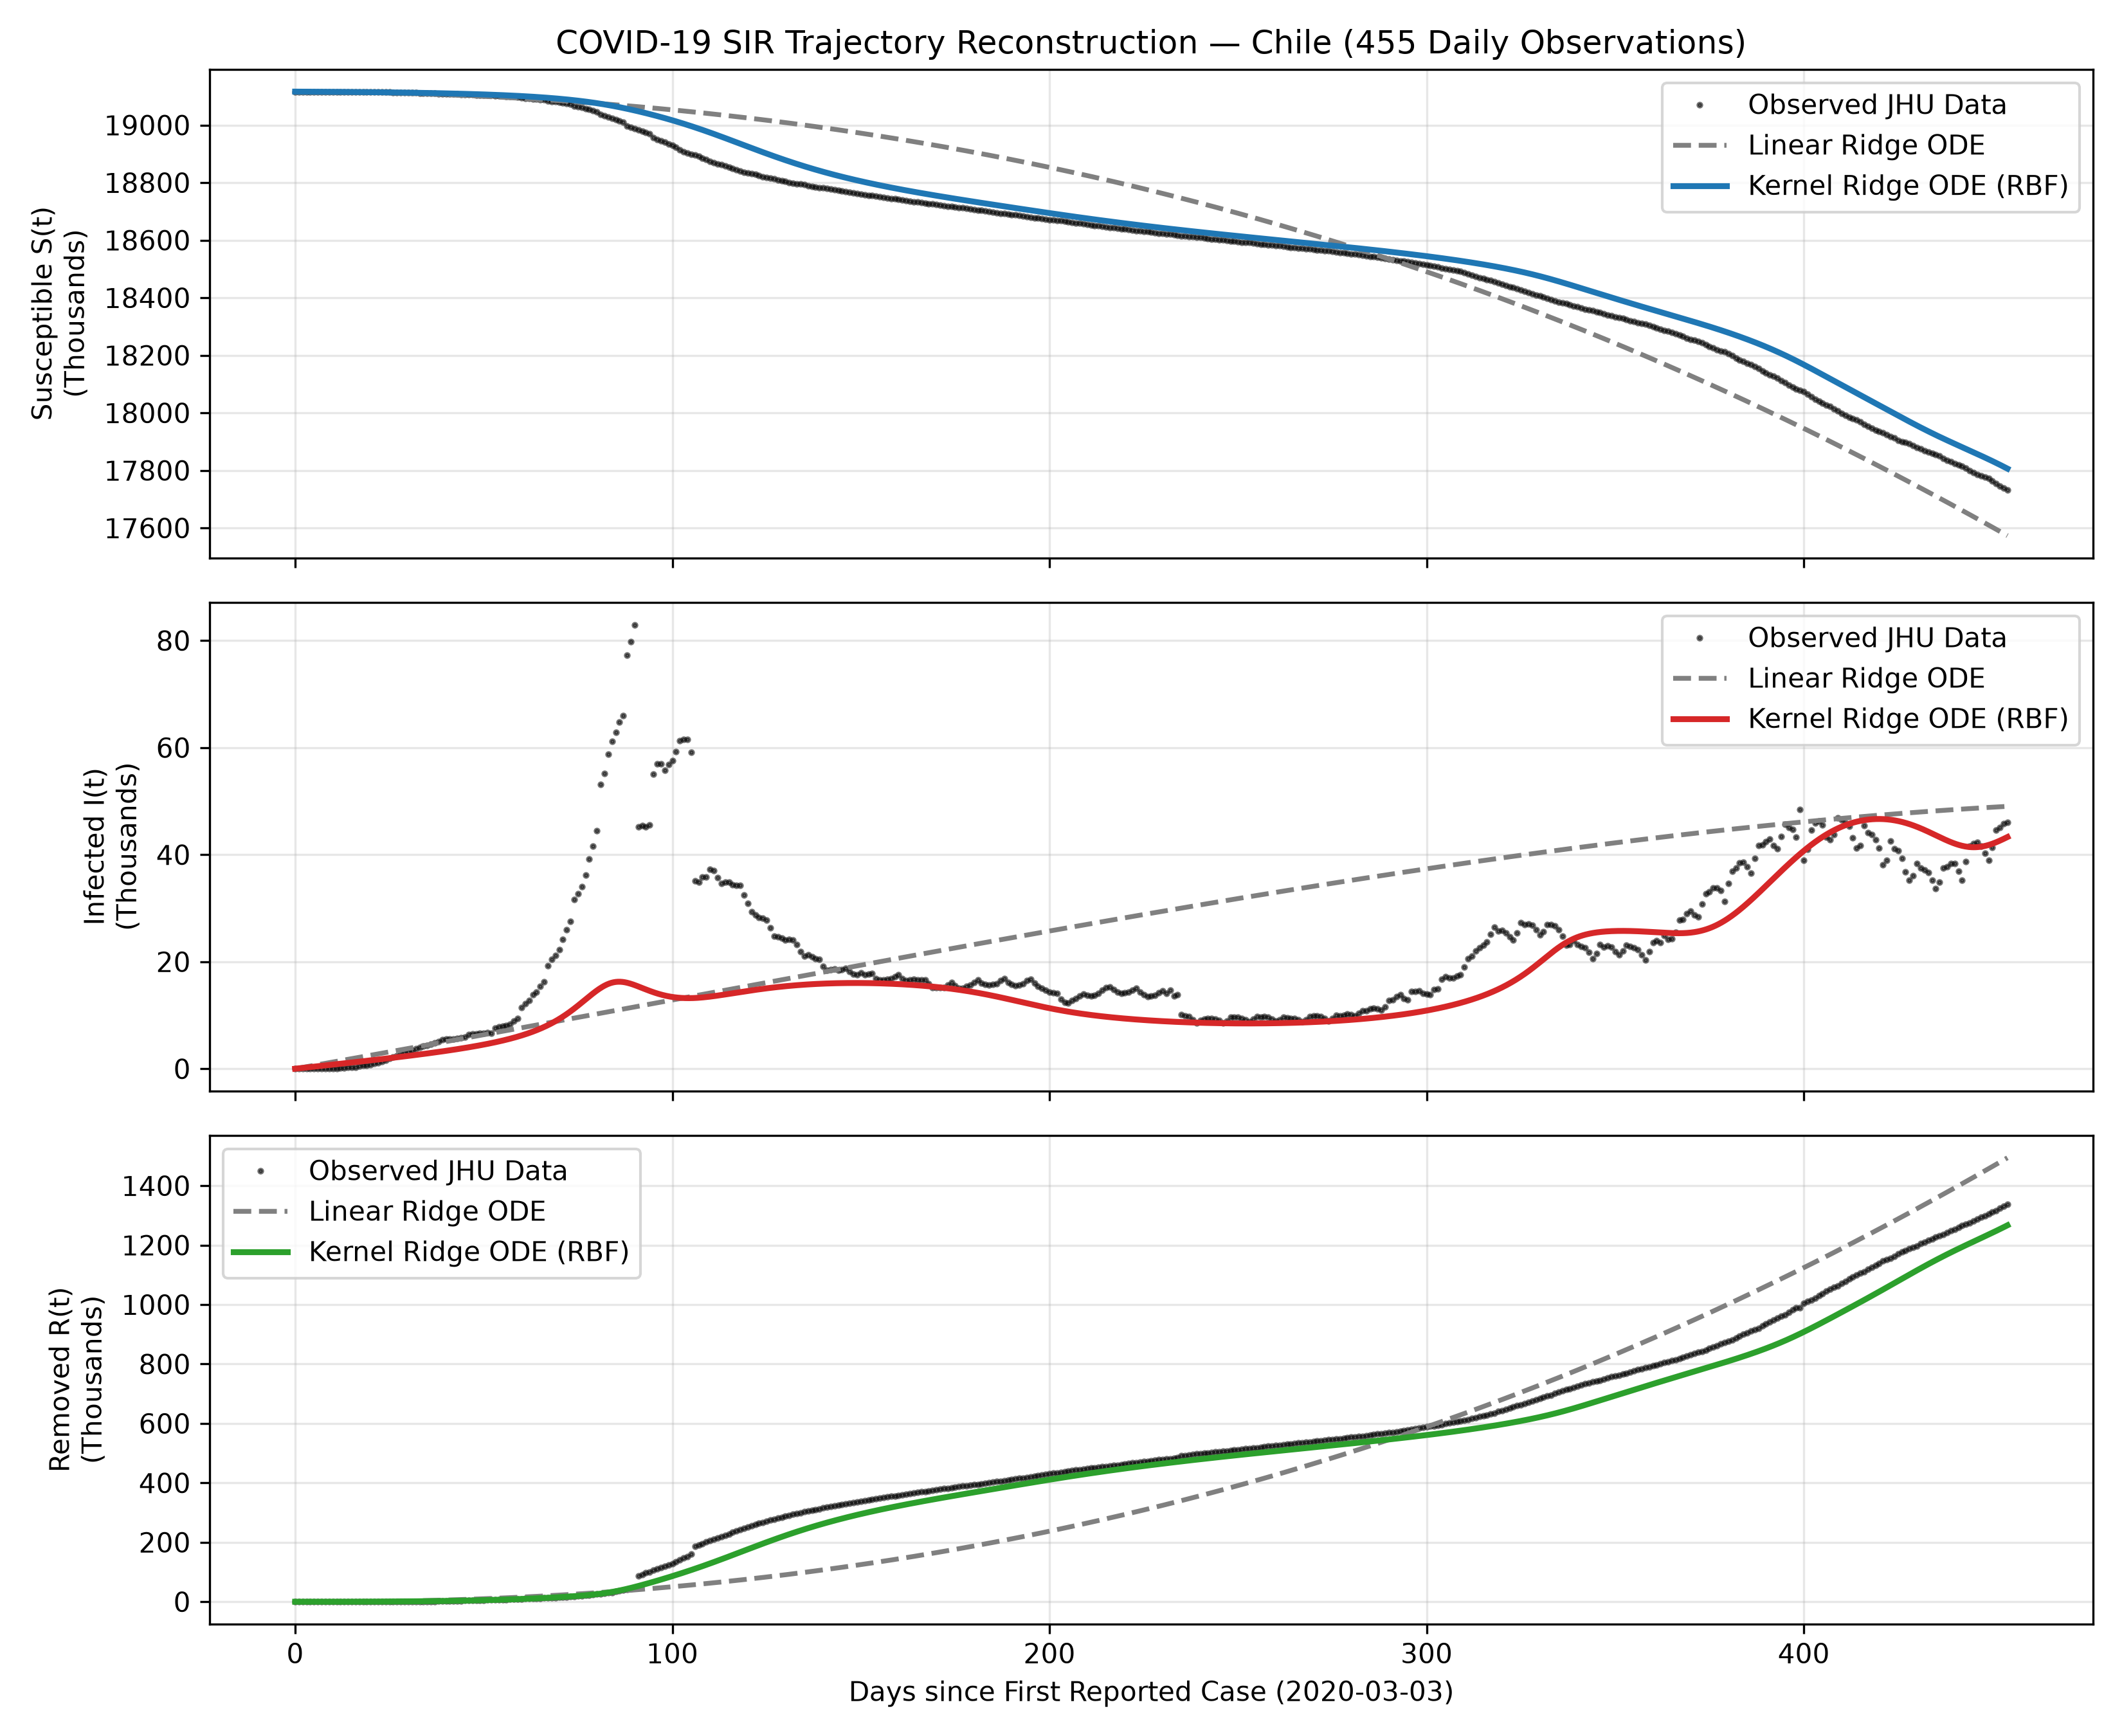 COVID-19 SIR Trajectory Reconstruction — Chile (455 Daily Observations)
Susceptible S(t)
(Thousands)
19000
18800
18600
18400
18200
18000
17800
17600
Observed JHU Data
Linear Ridge ODE
Kernel Ridge ODE (RBF)
Infected I(t)
(Thousands)
80
60
40
20
0
Observed JHU Data
Linear Ridge ODE
Kernel Ridge ODE (RBF)
Removed R(t)
(Thousands)
1400
1200
1000
800
600
400
200
0
Observed JHU Data
Linear Ridge ODE
Kernel Ridge ODE (RBF)
0 100 200 300 400
Days since First Reported Case (2020-03-03)